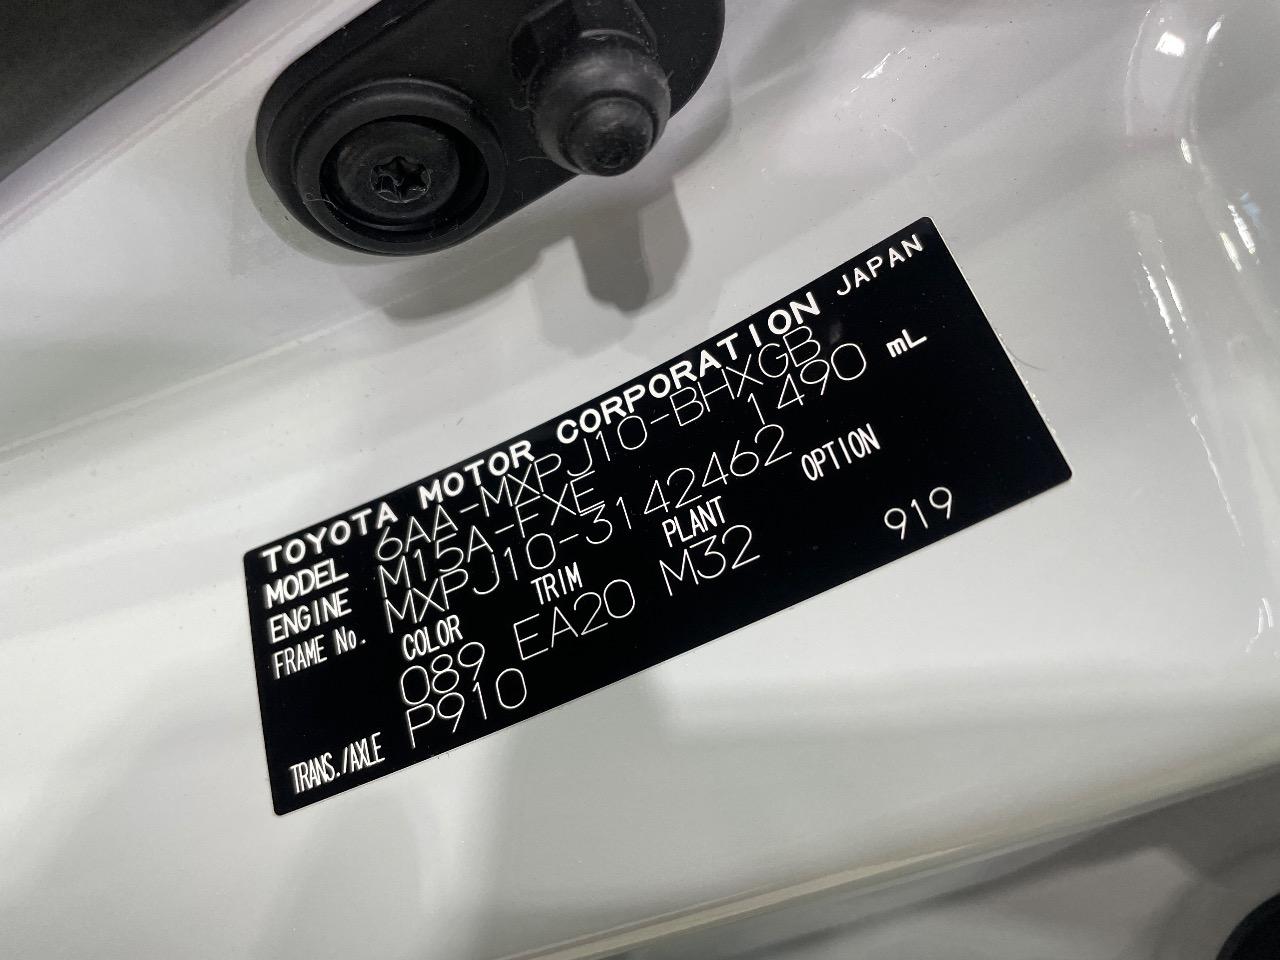 TOYOTA MOTOR CORPORATION JAPAN
MODEL 6AA-MXPJ10-BHXGB
ENGINE M15A-FXE 1490 mL
FRAME No. MXPJ10-3142462
COLOR TRIM PLANT OPTION
089 EA20 M32 919
TRANS./AXLE P910